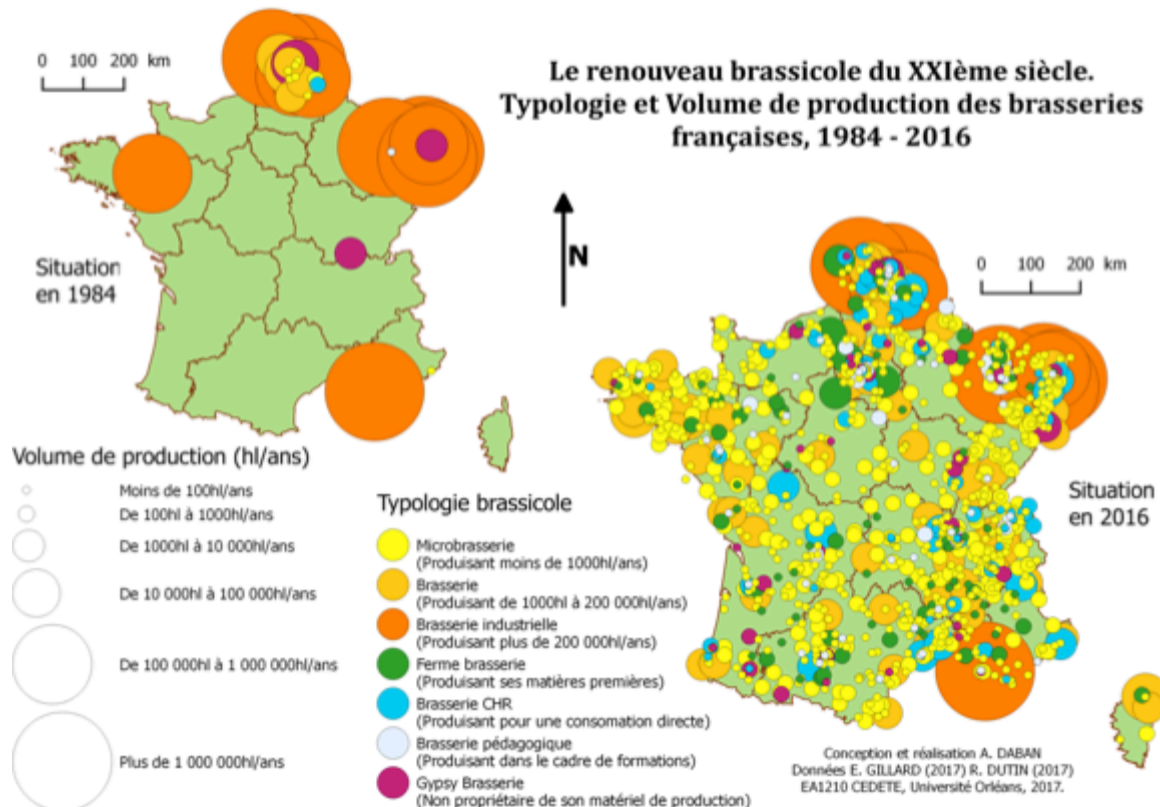 0 100 200 km
Le renouveau brassicole du XXIème siècle.
Typologie et Volume de production des brasseries
françaises, 1984 - 2016
N
Situation
en 1984
0 100 200 km
Situation
en 2016
Volume de production (hl/ans)
Moins de 100hl/ans
De 100hl à 1000hl/ans
De 1000hl à 10 000hl/ans
De 10 000hl à 100 000hl/ans
De 100 000hl à 1 000 000hl/ans
Plus de 1 000 000hl/ans
Typologie brassicole
Microbrasserie
(Produisant moins de 1000hl/ans)
Brasserie
(Produisant de 1000hl à 200 000hl/ans)
Brasserie industrielle
(Produisant plus de 200 000hl/ans)
Ferme brasserie
(Produisant ses matières premières)
Brasserie CHR
(Produisant pour une consomation directe)
Brasserie pédagogique
(Produisant dans le cadre de formations)
Gypsy Brasserie
(Non propriétaire de son matériel de production)
Conception et réalisation A. DABAN
Données E. GILLARD (2017) R. DUTIN (2017)
EA1210 CEDETE, Université Orléans, 2017.